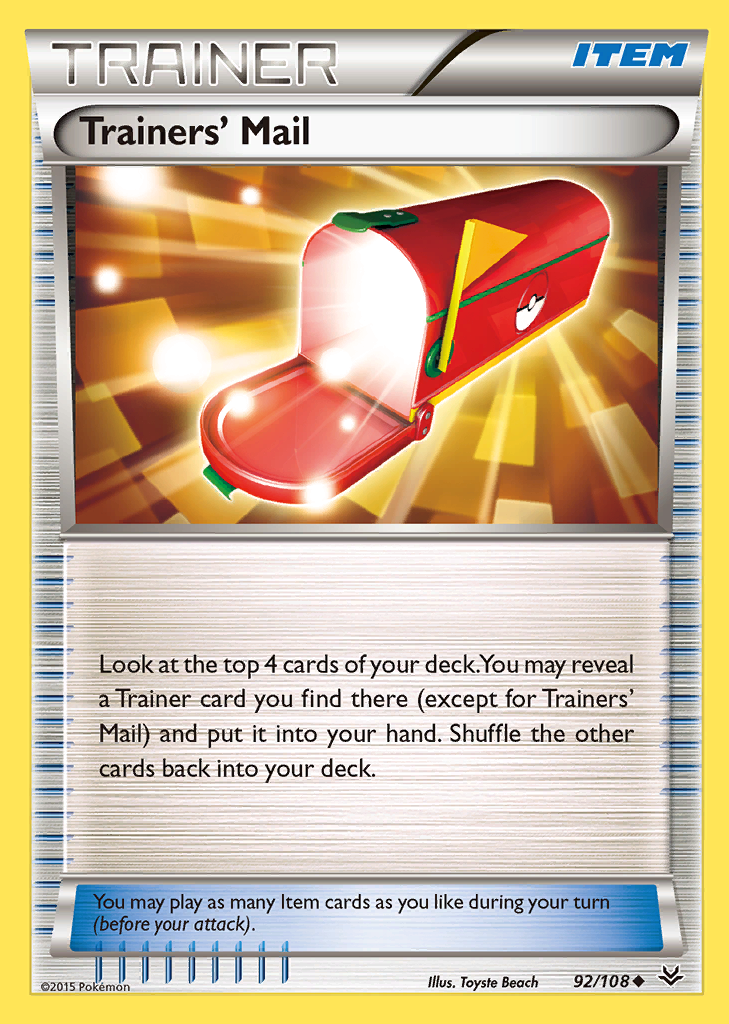 TRAINER
ITEM
Trainers’ Mail
Look at the top 4 cards of your deck.You may reveal
a Trainer card you find there (except for Trainers’
Mail) and put it into your hand. Shuffle the other
cards back into your deck.
You may play as many Item cards as you like during your turn
(before your attack).
©2015 Pokémon
Illus. Toyste Beach
92/108